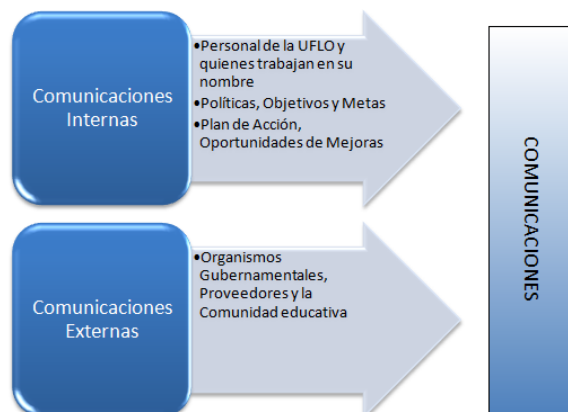 Comunicaciones
Internas
•Personal de la UFLO y
quienes trabajan en su
nombre
•Políticas, Objetivos y Metas
•Plan de Acción,
Oportunidades de Mejoras
Comunicaciones
Externas
•Organismos
Gubernamentales,
Proveedores y la
Comunidad educativa
COMUNICACIONES